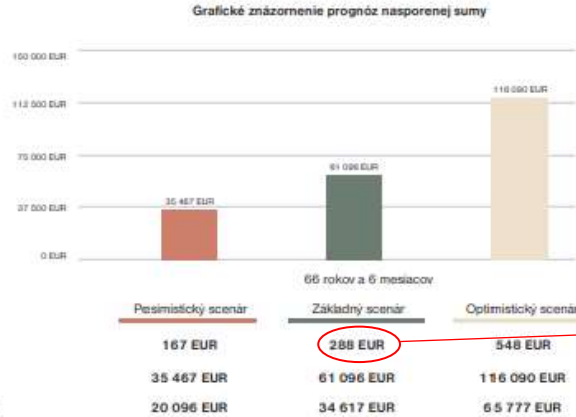 Grafické znázornenie prognóz nasporenej sumy
150 000 EUR
112 500 EUR
75 000 EUR
37 500 EUR
0 EUR
35 467 EUR
61 096 EUR
116 090 EUR
66 rokov a 6 mesiacov
Pesimistický scenár
Základný scenár
Optimistický scenár
167 EUR
288 EUR
548 EUR
35 467 EUR
61 096 EUR
116 090 EUR
20 096 EUR
34 617 EUR
65 777 EUR